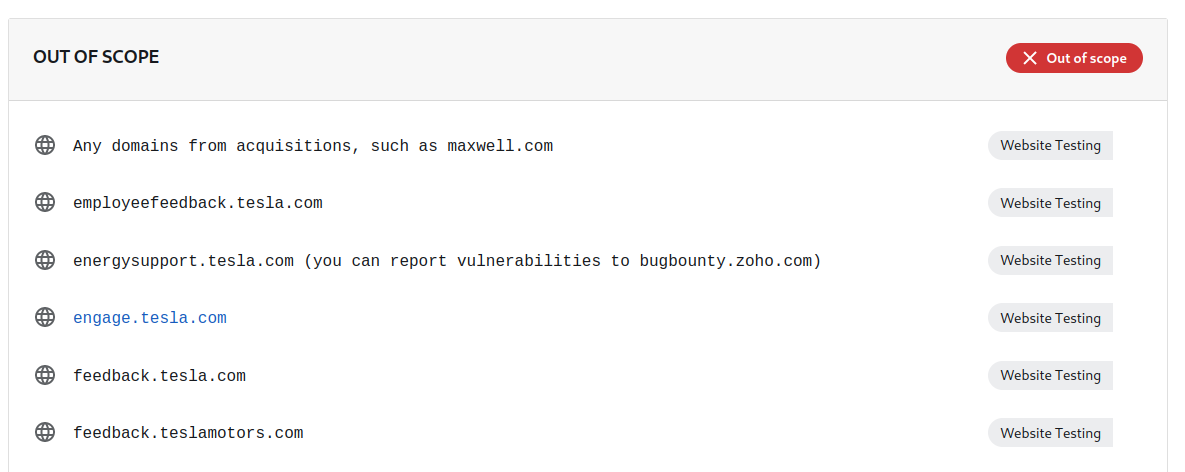 OUT OF SCOPE Out of scope
Any domains from acquisitions, such as maxwell.com Website Testing
employeefeedback.tesla.com Website Testing
energysupport.tesla.com (you can report vulnerabilities to bugbounty.zoho.com) Website Testing
engage.tesla.com Website Testing
feedback.tesla.com Website Testing
feedback.teslamotors.com Website Testing